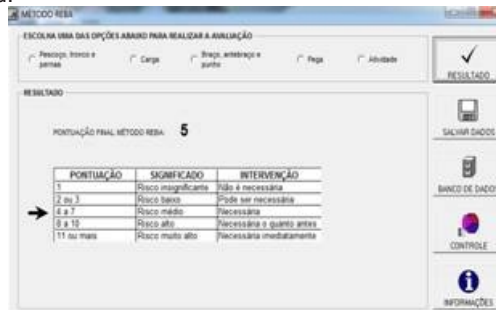 MÉTODO REBA
ESCOLHA UMA DAS OPÇÕES ABAIXO PARA REALIZAR A AVALIAÇÃO
Pescoço, tronco e pernas
Carga
Braço, antebraço e punho
Pega
Atividade
RESULTADO
PONTUAÇÃO FINAL MÉTODO REBA: 5
PONTUAÇÃO SIGNIFICADO INTERVENÇÃO
1 Risco insignificante Não é necessária
2 ou 3 Risco baixo Pode ser necessária
4 a 7 Risco médio Necessária
8 a 10 Risco alto Necessária o quanto antes
11 ou mais Risco muito alto Necessária imediatamente
RESULTADO
SALVAR DADOS
BANCO DE DADOS
CONTROLE
INFORMAÇÕES